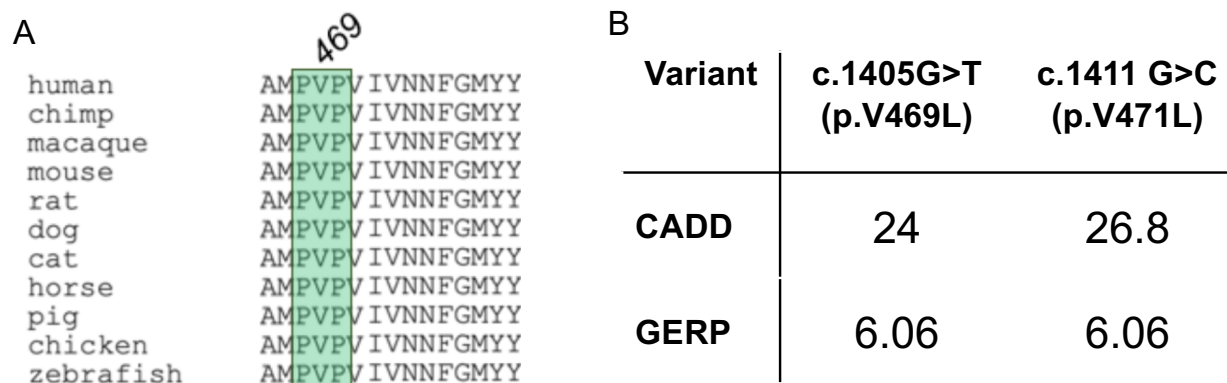 A
469
human AMPVPVIVNNFGMYY
chimp AMPVPVIVNNFGMYY
macaque AMPVPVIVNNFGMYY
mouse AMPVPVIVNNFGMYY
rat AMPVPVIVNNFGMYY
dog AMPVPVIVNNFGMYY
cat AMPVPVIVNNFGMYY
horse AMPVPVIVNNFGMYY
pig AMPVPVIVNNFGMYY
chicken AMPVPVIVNNFGMYY
zebrafish AMPVPVIVNNFGMYY
B
Variant c.1405G>T c.1411 G>C
(p.V469L) (p.V471L)
CADD 24 26.8
GERP 6.06 6.06